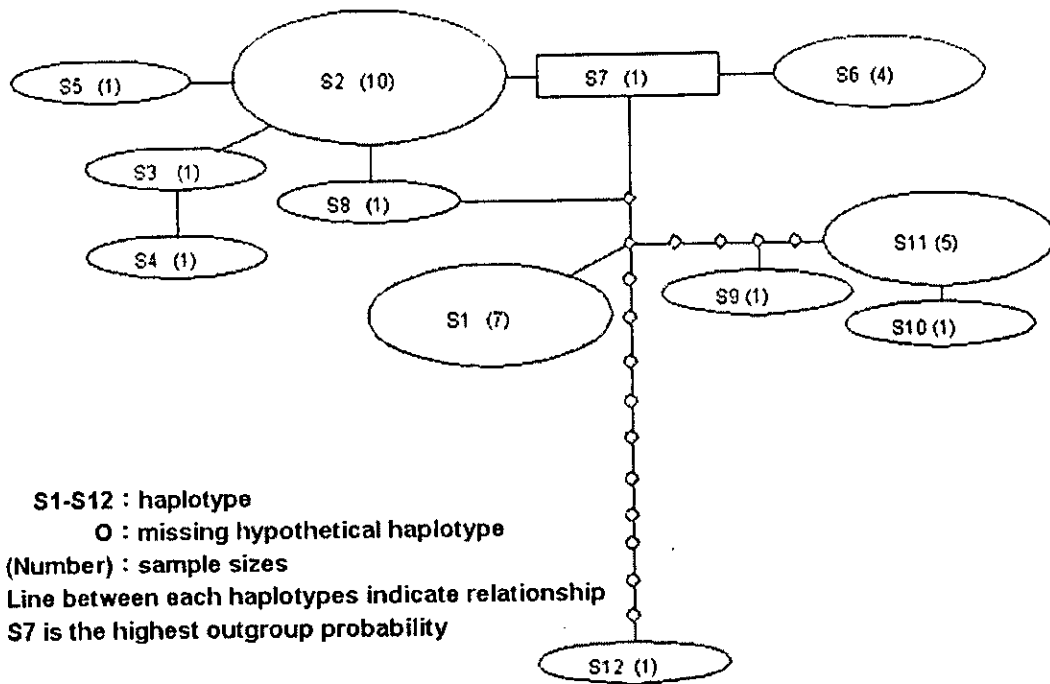 S5 (1)
S2 (10)
S7 (1)
S6 (4)
S3 (1)
S8 (1)
S4 (1)
S11 (5)
S9 (1)
S1 (7)
S10 (1)
S1-S12 : haplotype
O : missing hypothetical haplotype
(Number) : sample sizes
Line between each haplotypes indicate relationship
S7 is the highest outgroup probability
S12 (1)